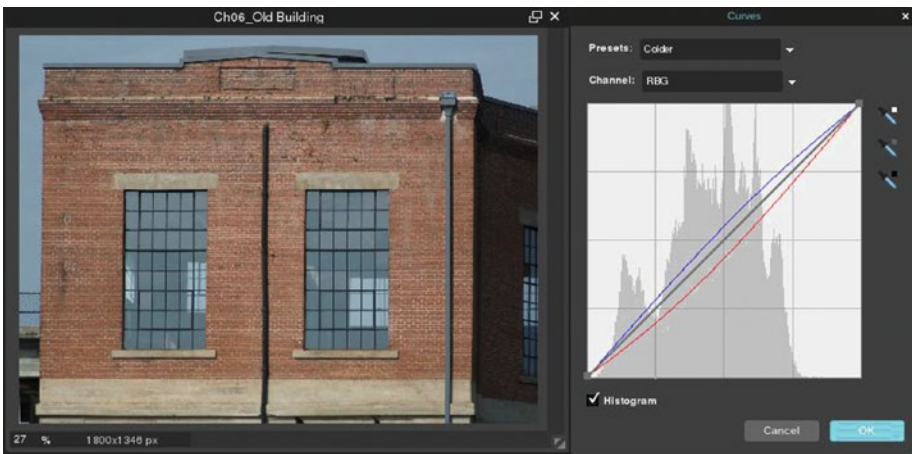 Ch06_Old Building
Curves
Presets: Colder
Channel: RBG
Histogram
Cancel OK
27 % 1800x1346 px